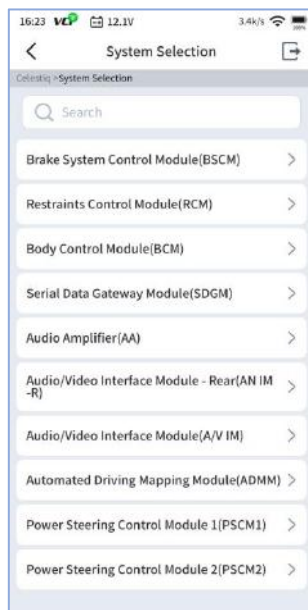 16:23 VCI 12.1V 3.4k/s 100%
System Selection
Celestiq >System Selection
Search
Brake System Control Module(BSCM)
Restraints Control Module(RCM)
Body Control Module(BCM)
Serial Data Gateway Module(SDGM)
Audio Amplifier(AA)
Audio/Video Interface Module - Rear(AN IM
-R)
Audio/Video Interface Module(A/V IM)
Automated Driving Mapping Module(ADMM)
Power Steering Control Module 1(PSCM1)
Power Steering Control Module 2(PSCM2)